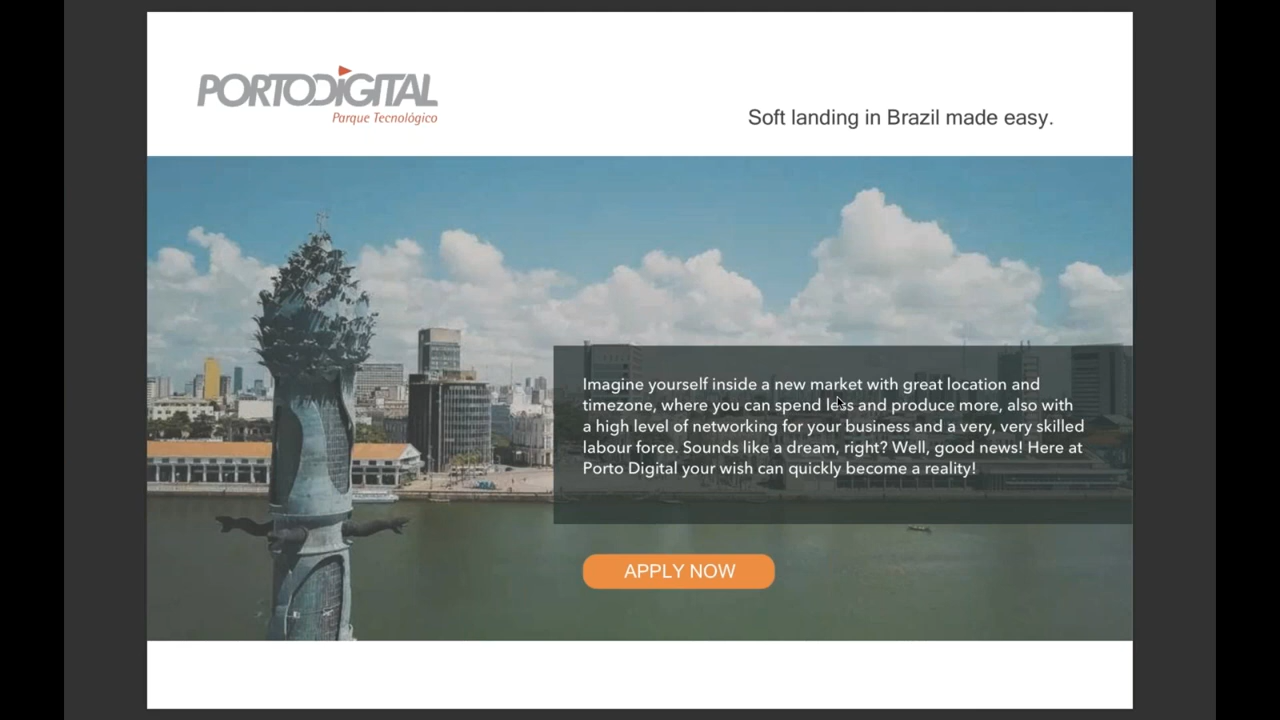 PORTODIGITAL
Parque Tecnológico
Soft landing in Brazil made easy.
Imagine yourself inside a new market with great location and
timezone, where you can spend less and produce more, also with
a high level of networking for your business and a very, very skilled
labour force. Sounds like a dream, right? Well, good news! Here at
Porto Digital your wish can quickly become a reality!
APPLY NOW